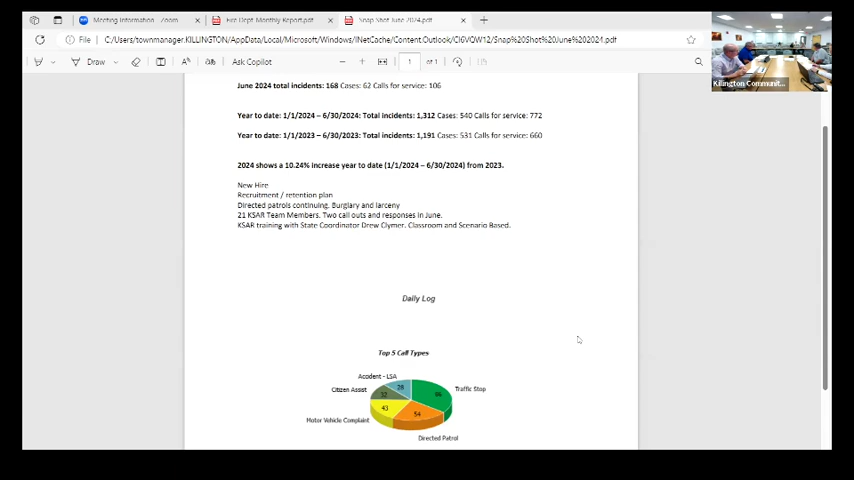 Meeting Information - Zoom
Fire Dept Monthly Report.pdf
Snap Shot June 2024.pdf
File
C:/Users/townmanager.KILLINGTON/AppData/Local/Microsoft/Windows/INetCache/Content.Outlook/CI6VQW12/Snap%20Shot%20June%202024.pdf
Draw
Ask Copilot
1
of 1
Killington Communit...
June 2024 total incidents: 168 Cases: 62 Calls for service: 106
Year to date: 1/1/2024 – 6/30/2024: Total incidents: 1,312 Cases: 540 Calls for service: 772
Year to date: 1/1/2023 – 6/30/2023: Total incidents: 1,191 Cases: 531 Calls for service: 660
2024 shows a 10.24% increase year to date (1/1/2024 – 6/30/2024) from 2023.
New Hire
Recruitment / retention plan
Directed patrols continuing. Burglary and larceny
21 KSAR Team Members. Two call outs and responses in June.
KSAR training with State Coordinator Drew Clymer. Classroom and Scenario Based.
Daily Log
Top 5 Call Types
Accident - LSA
Citizen Assist
Traffic Stop
28
32
43
54
Motor Vehicle Complaint
Directed Patrol